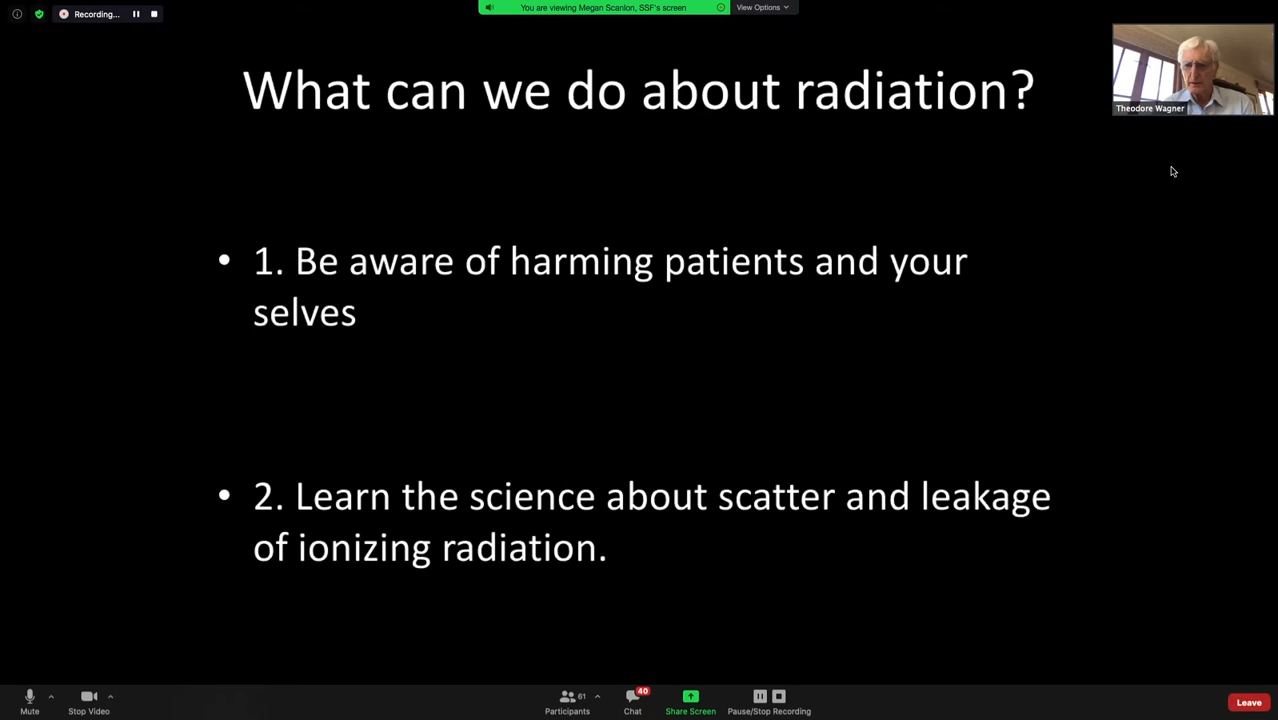 Recording...
You are viewing Megan Scanlon, SSF's screen
View Options
What can we do about radiation?
Theodore Wagner
• 1. Be aware of harming patients and your
selves
• 2. Learn the science about scatter and leakage
of ionizing radiation.
Mute
Stop Video
61
Participants
40
Chat
Share Screen
Pause/Stop Recording
Leave